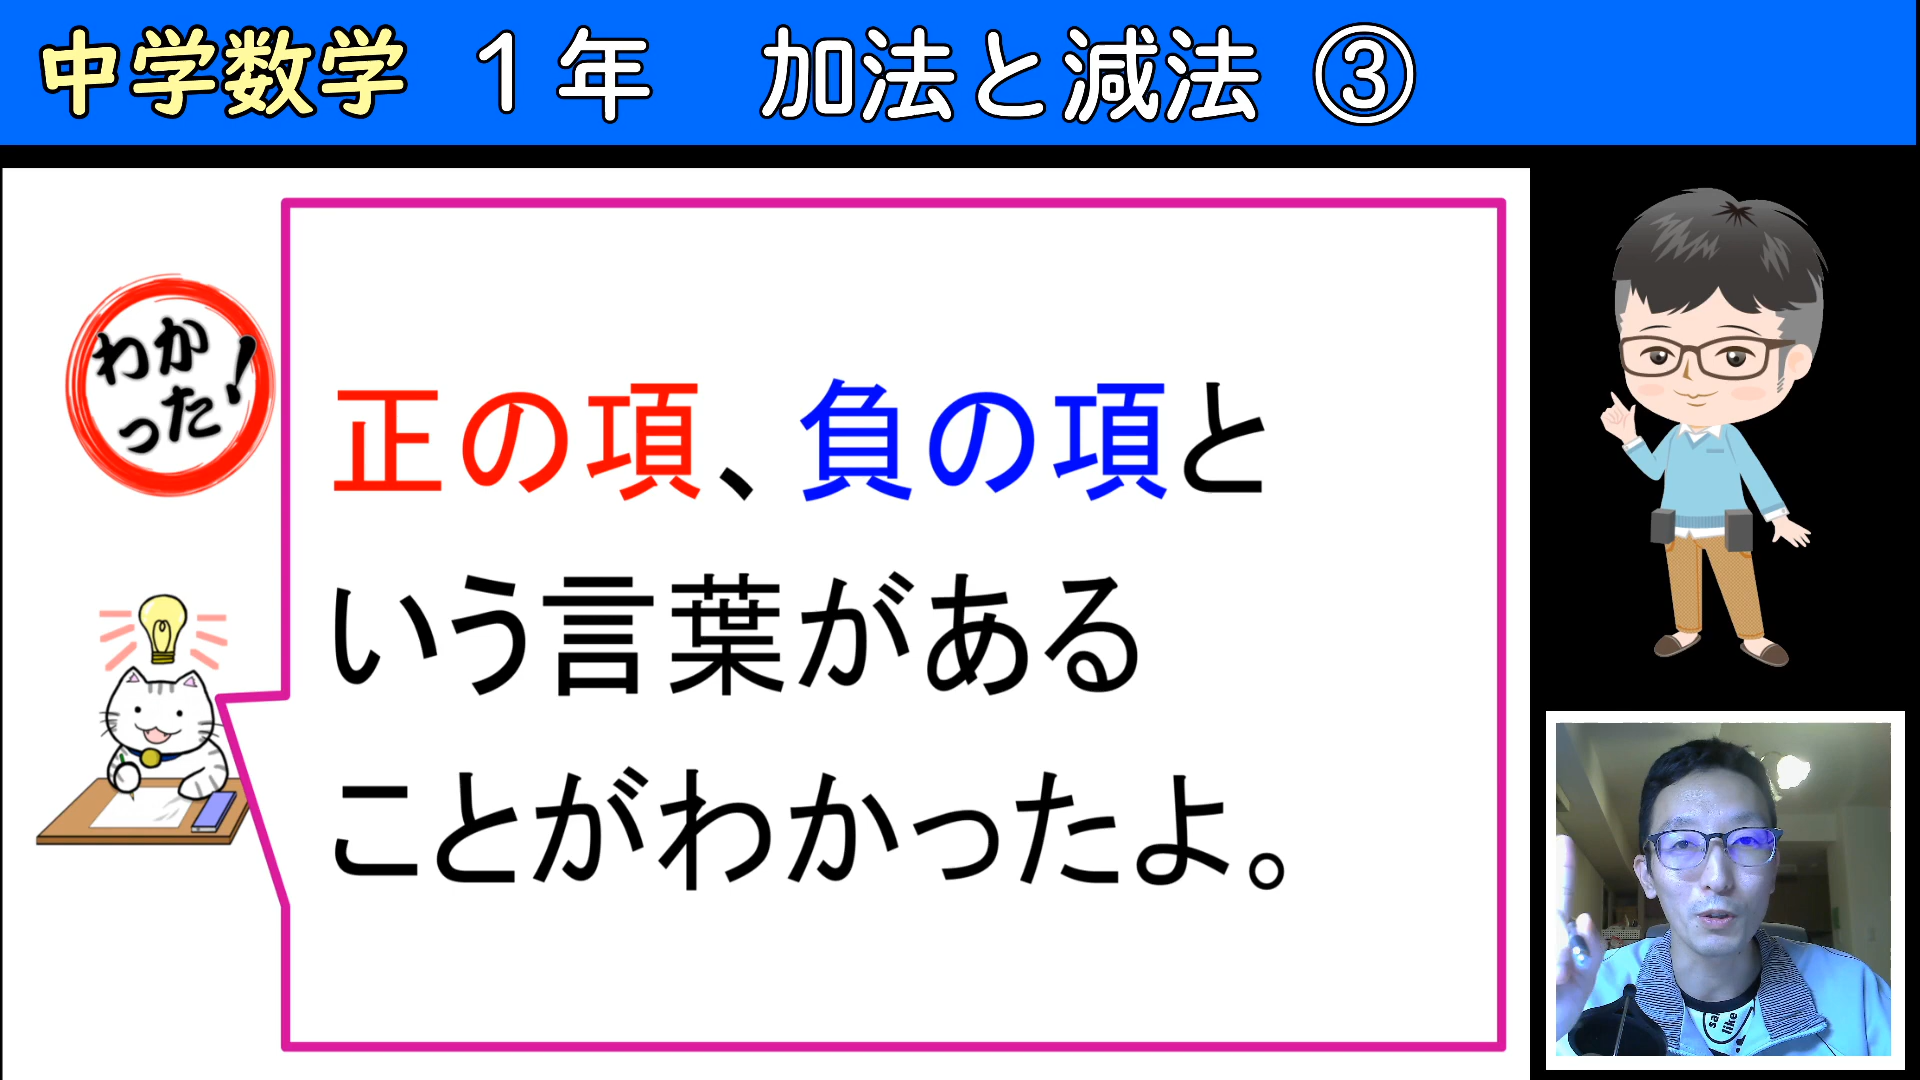 中学数学 １年 加法と減法 ③
わか
った！
正の項、負の項と
いう言葉がある
ことがわかったよ。
like